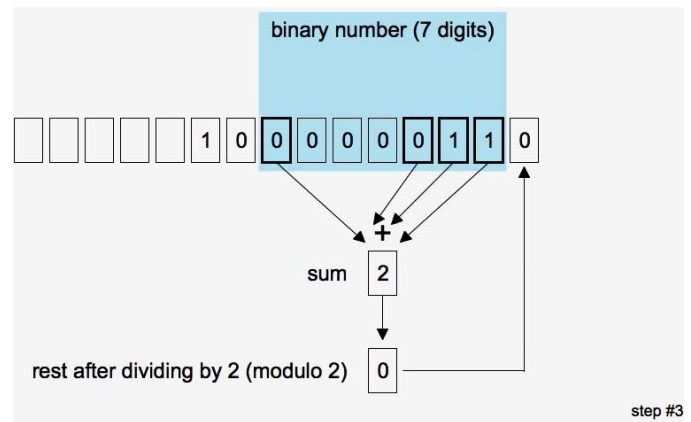 binary number (7 digits)
1 0 0 0 0 0 0 1 1 0
+
sum 2
rest after dividing by 2 (modulo 2) 0
step #3